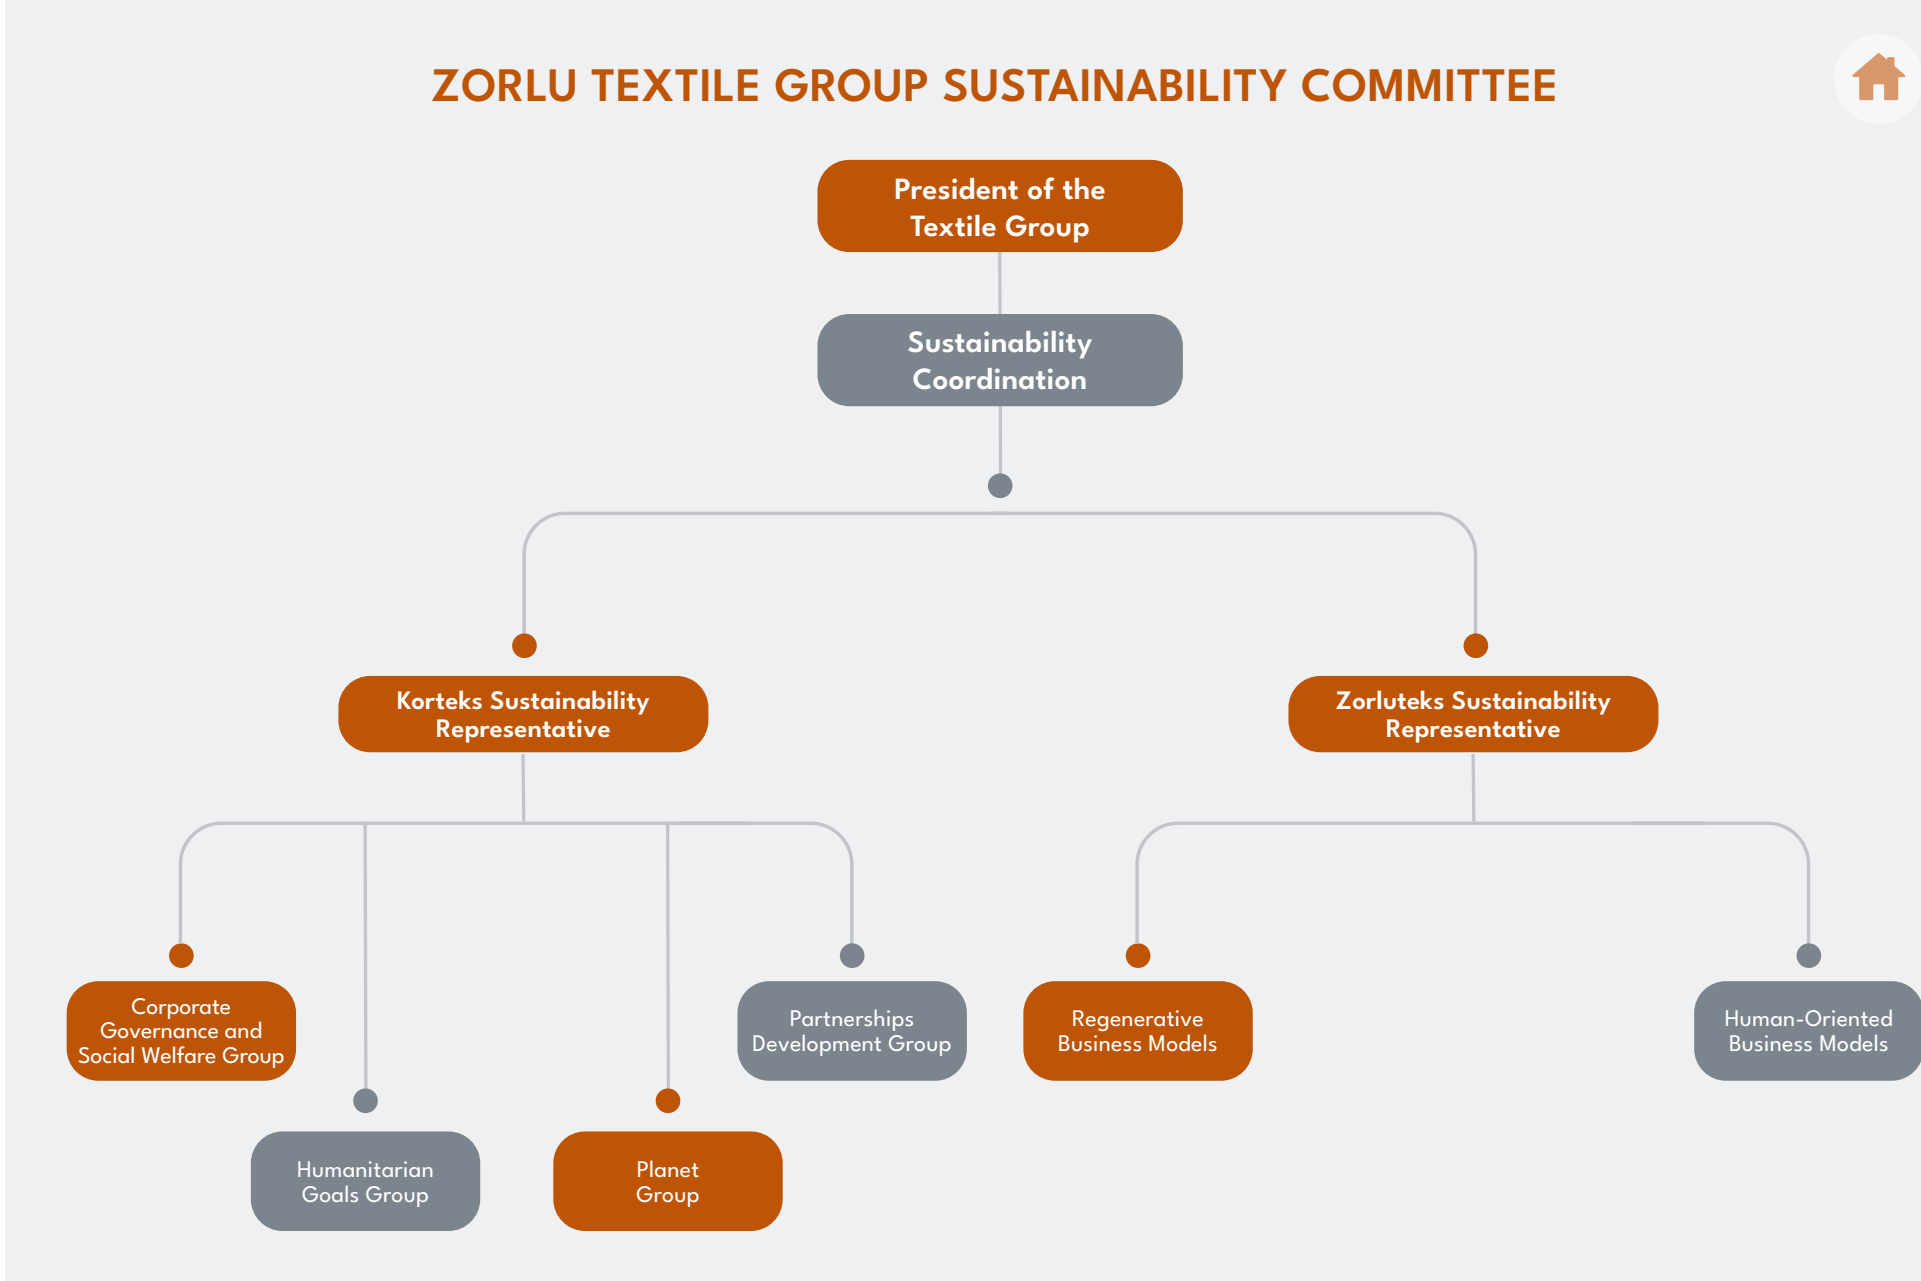 ZORLU TEXTILE GROUP SUSTAINABILITY COMMITTEE
President of the
Textile Group
Sustainability
Coordination
Korteks Sustainability
Representative
Zorluteks Sustainability
Representative
Corporate
Governance and
Social Welfare Group
Partnerships
Development Group
Regenerative
Business Models
Human-Oriented
Business Models
Humanitarian
Goals Group
Planet
Group